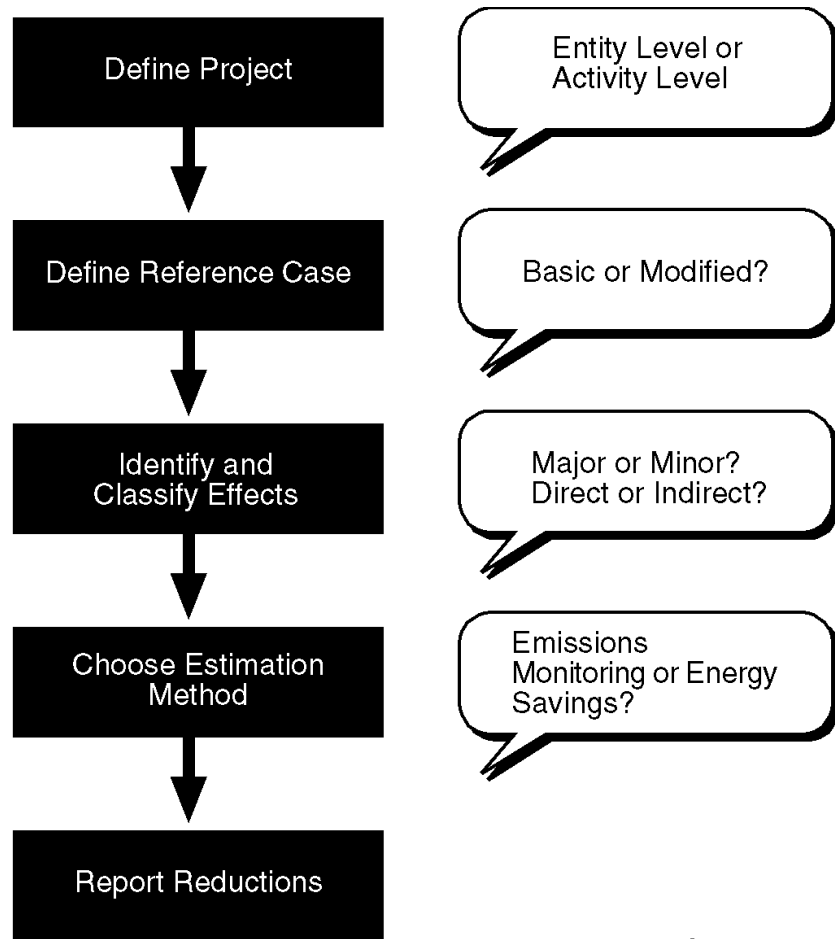 Define Project
Entity Level or
Activity Level
Define Reference Case
Basic or Modified?
Identify and
Classify Effects
Major or Minor?
Direct or Indirect?
Choose Estimation
Method
Emissions
Monitoring or Energy
Savings?
Report Reductions